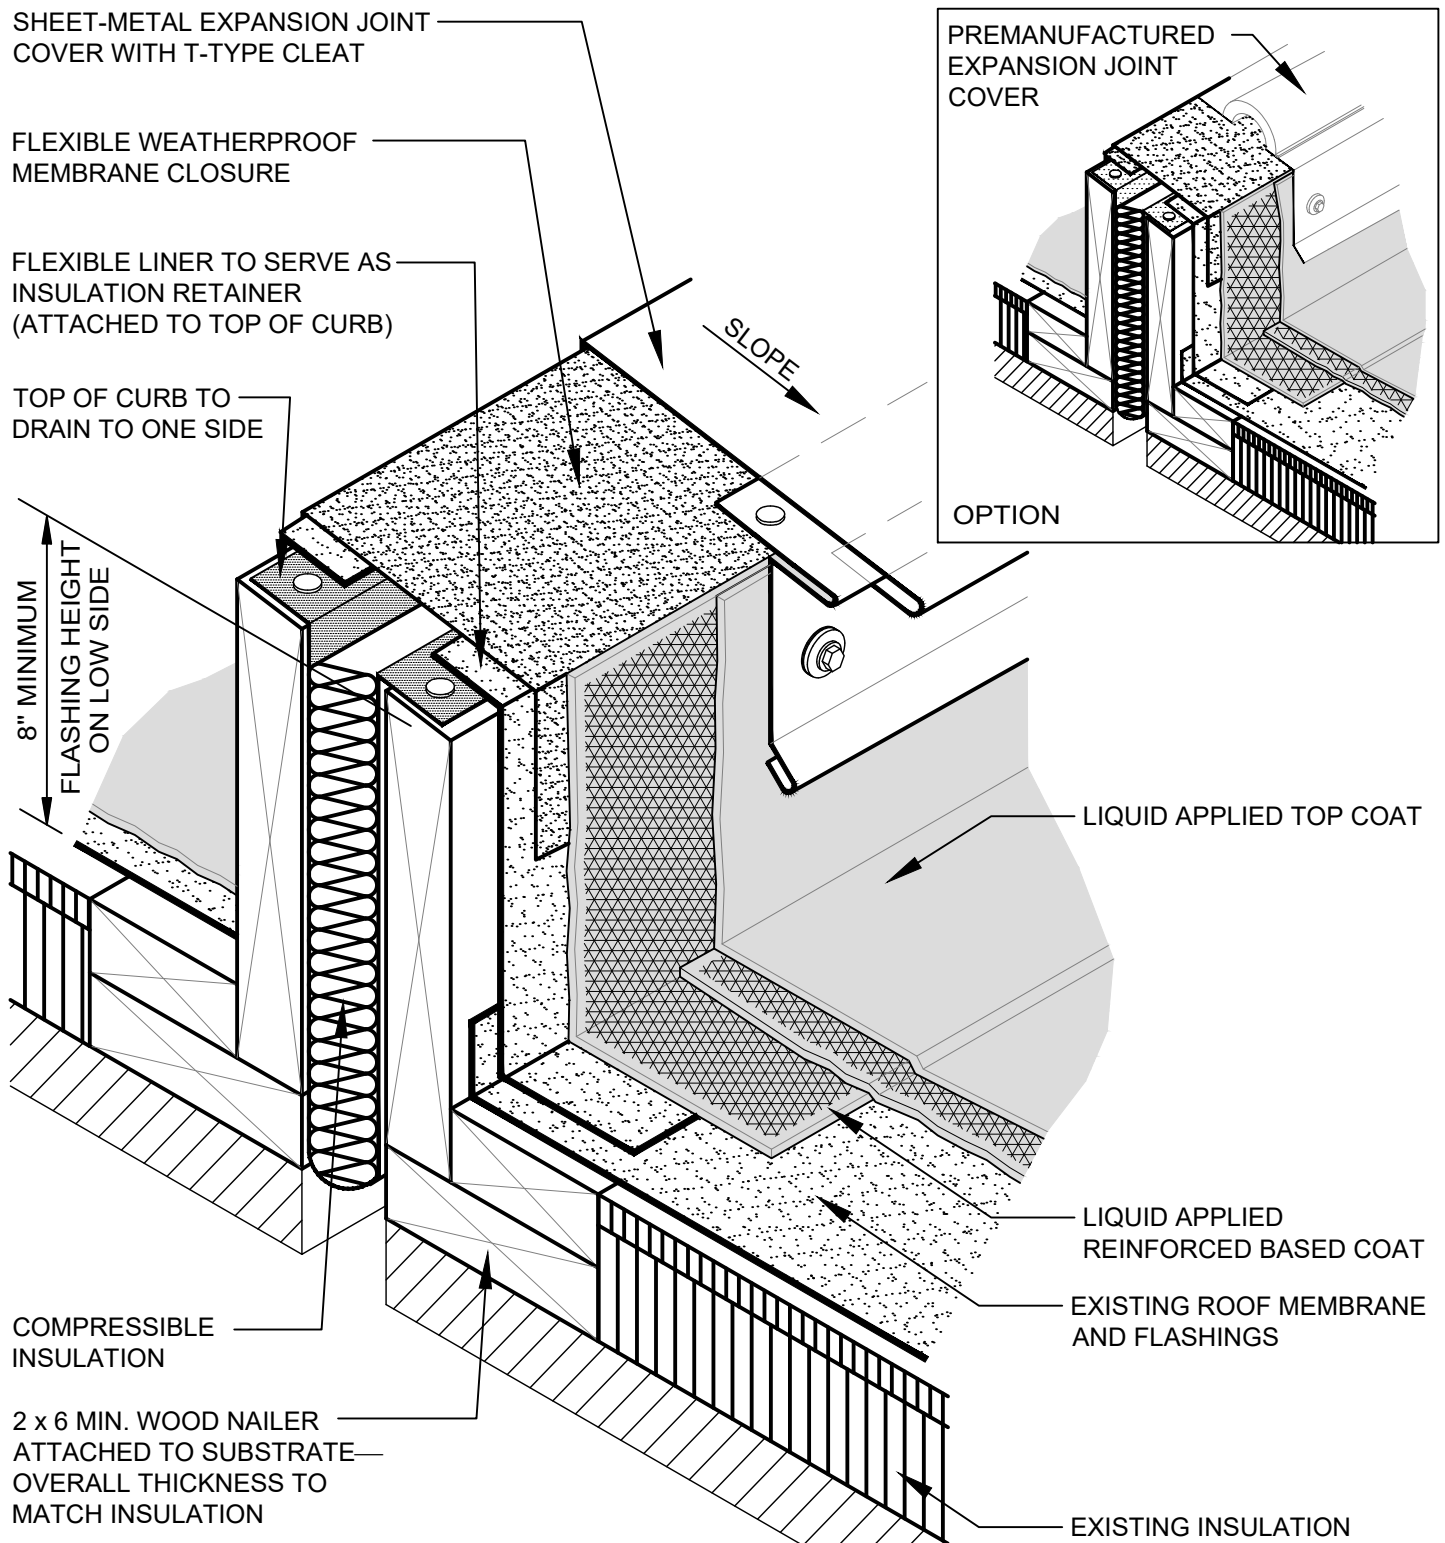 SHEET-METAL EXPANSION JOINT
COVER WITH T-TYPE CLEAT
FLEXIBLE WEATHERPROOF
MEMBRANE CLOSURE
FLEXIBLE LINER TO SERVE AS
INSULATION RETAINER
(ATTACHED TO TOP OF CURB)
TOP OF CURB TO
DRAIN TO ONE SIDE
8" MINIMUM
FLASHING HEIGHT
ON LOW SIDE
SLOPE
PREMANUFACTURED
EXPANSION JOINT
COVER
OPTION
LIQUID APPLIED TOP COAT
LIQUID APPLIED
REINFORCED BASED COAT
EXISTING ROOF MEMBRANE
AND FLASHINGS
COMPRESSIBLE
INSULATION
2 x 6 MIN. WOOD NAILER
ATTACHED TO SUBSTRATE—
OVERALL THICKNESS TO
MATCH INSULATION
EXISTING INSULATION